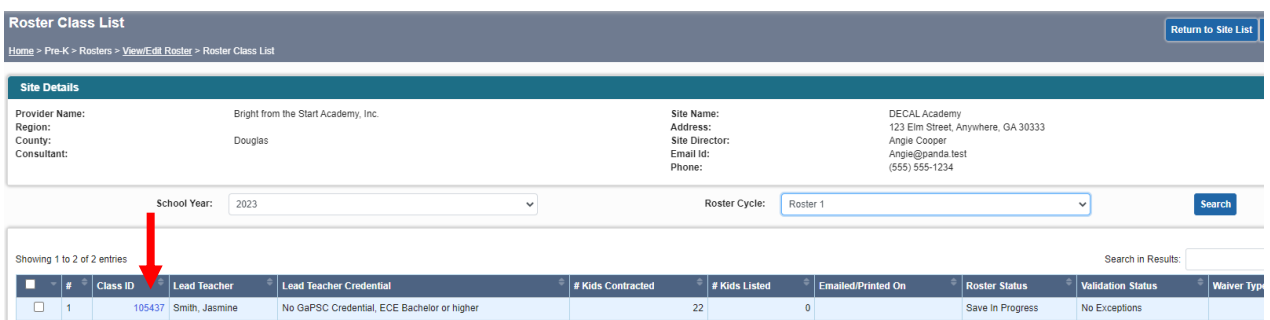 Roster Class List
Return to Site List
Home > Pre-K > Rosters > View/Edit Roster > Roster Class List
Site Details
Provider Name: Bright from the Start Academy, Inc. Site Name: DECAL Academy
Region: Address: 123 Elm Street, Anywhere, GA 30333
County: Douglas Site Director: Angie Cooper
Consultant: Email Id: Angie@panda.test
Phone: (555) 555-1234
School Year: 2023 Roster Cycle: Roster 1 Search
Showing 1 to 2 of 2 entries Search in Results:
# Class ID Lead Teacher Lead Teacher Credential # Kids Contracted # Kids Listed Emailed/Printed On Roster Status Validation Status Waiver Type
1 105437 Smith, Jasmine No GaPSC Credential, ECE Bachelor or higher 22 0 Save In Progress No Exceptions